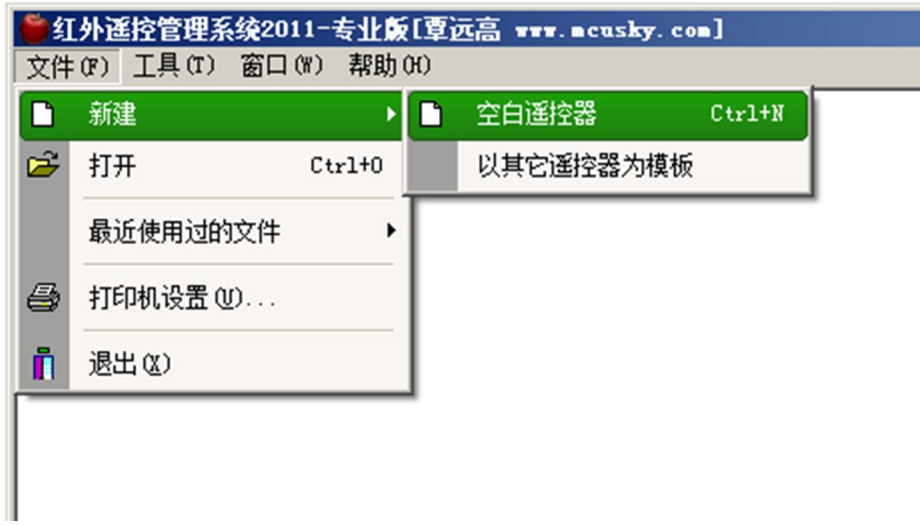 红外遥控管理系统2011-专业版[覃远高 www.mcusky.com]
文件(F) 工具(T) 窗口(W) 帮助(H)
新建
空白遥控器 Ctrl+N
打开 Ctrl+O
以其它遥控器为模板
最近使用过的文件
打印机设置(U)...
退出(X)